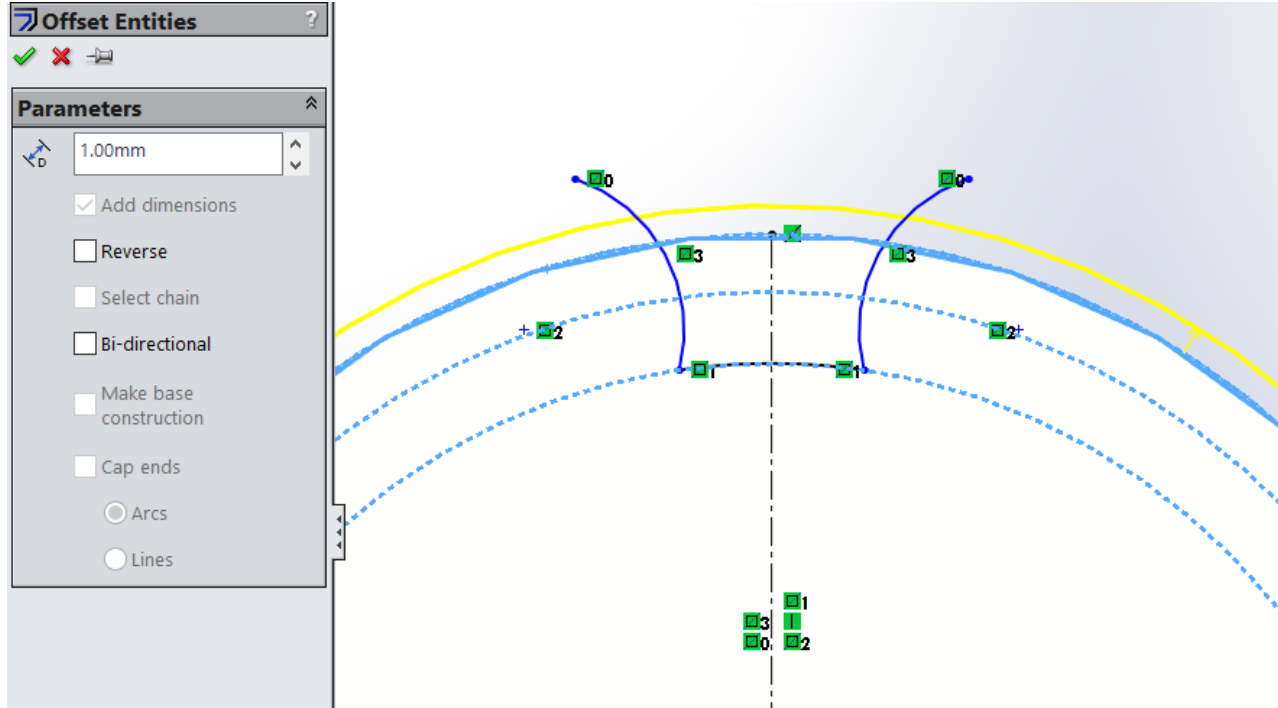 Offset Entities ?
Parameters
D
1.00mm
Add dimensions
Reverse
Select chain
Bi-directional
Make base
construction
Cap ends
Arcs
Lines
0 0
3 3
2 2
1 1
1
3
0 2